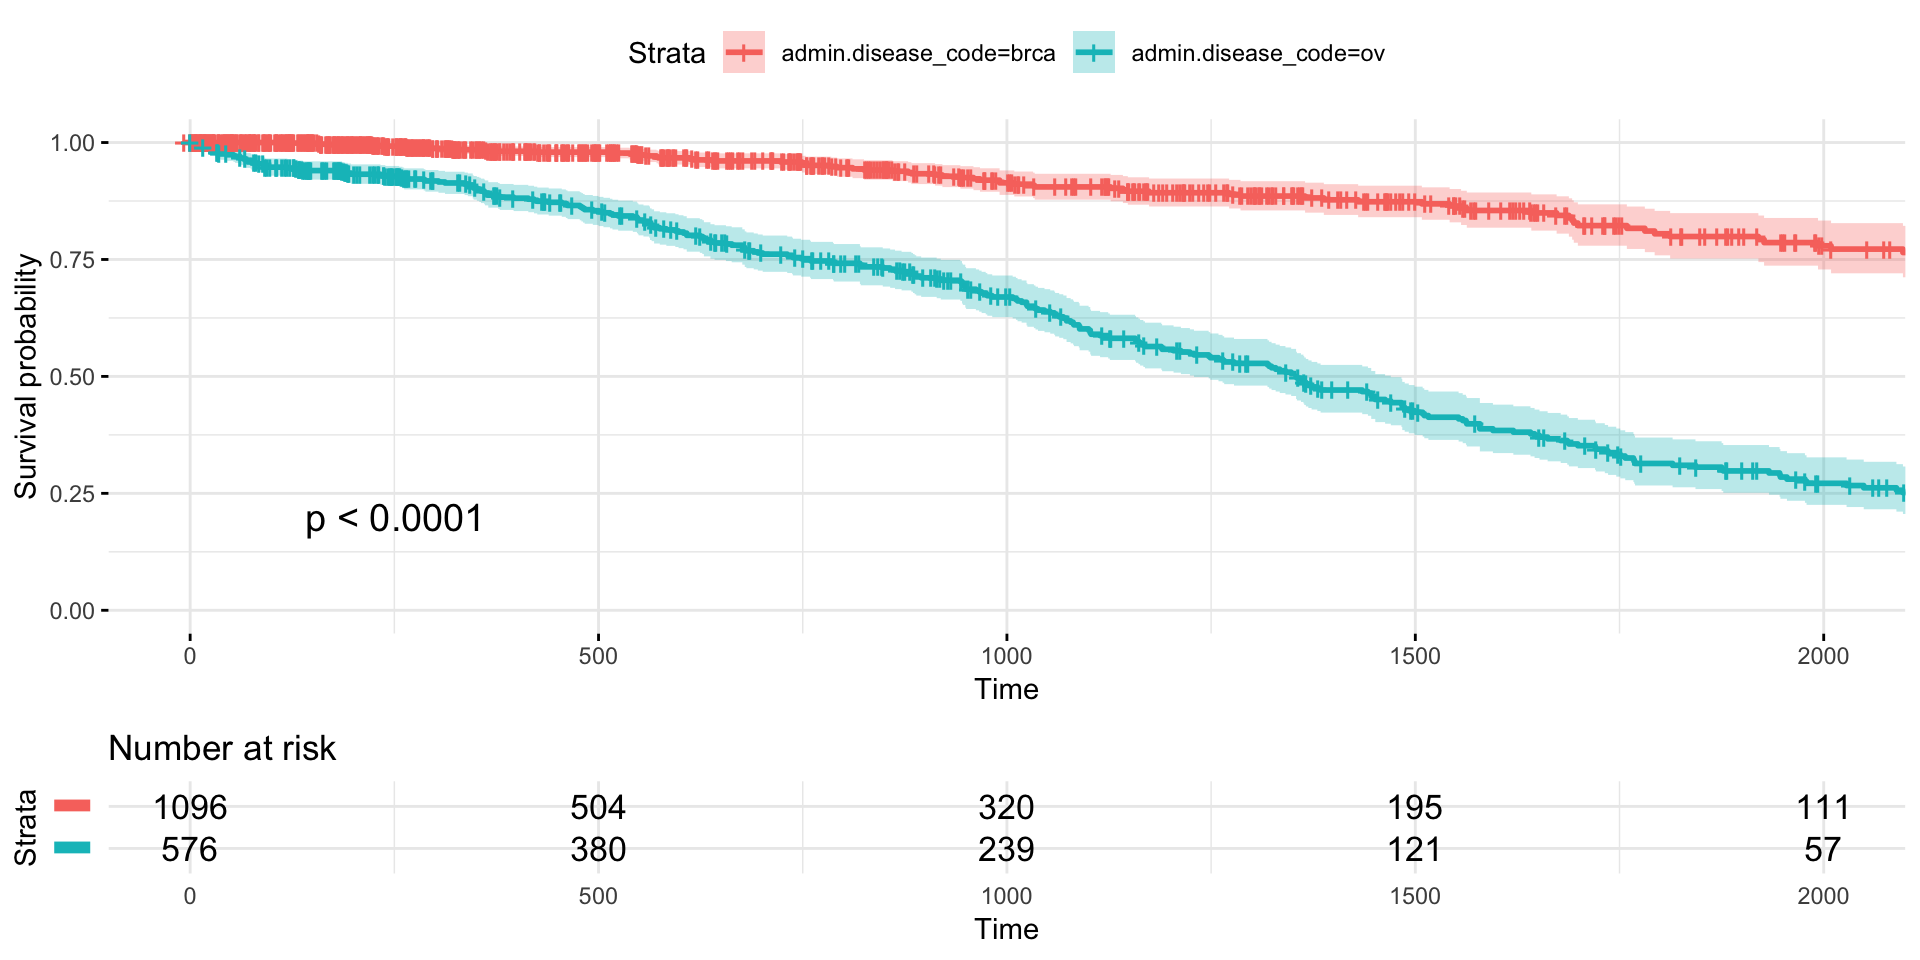 Strata admin.disease_code=brca admin.disease_code=ov
Survival probability
1.00
0.75
0.50
0.25
0.00
p < 0.0001
0 500 1000 1500 2000
Time
Number at risk
Strata
1096 504 320 195 111
576 380 239 121 57
0 500 1000 1500 2000
Time